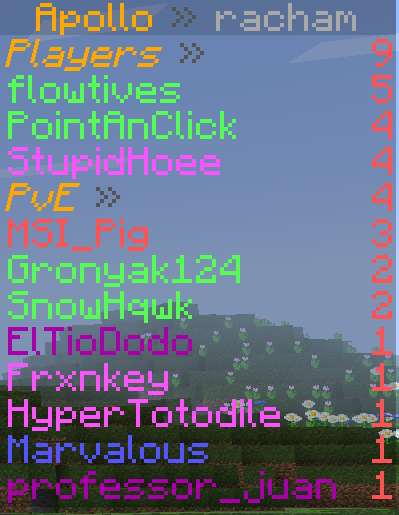 Apollo » racham
Players » 9
flowtives 5
PointAnClick 4
StupidHoee 4
PvE » 4
MSI_Pig 3
Gronyak124 2
SnowHqwk 2
ElTioDodo 1
Frxnkey 1
HyperTotodile 1
Marvalous 1
professor_juan 1